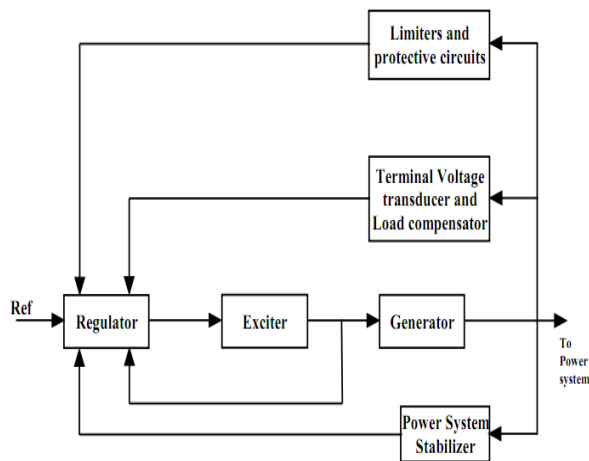 Limiters and
protective circuits
Terminal Voltage
transducer and
Load compensator
Ref
Regulator
Exciter
Generator
To
Power
system
Power System
Stabilizer